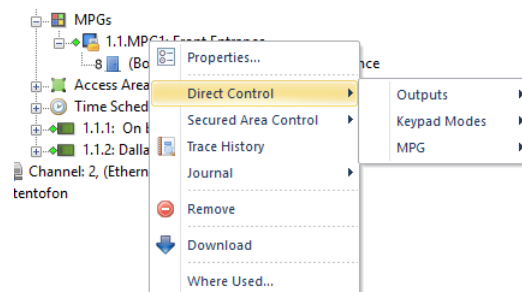 MPGs
1.1.MPG1: Front Entrance
8 (Bo
nce
Properties...
Access Area
Direct Control
Outputs
Time Sched
Secured Area Control
Keypad Modes
1.1.1: On b
Trace History
MPG
1.1.2: Dalla
Journal
Channel: 2, (Ethern
tentofon
Remove
Download
Where Used...